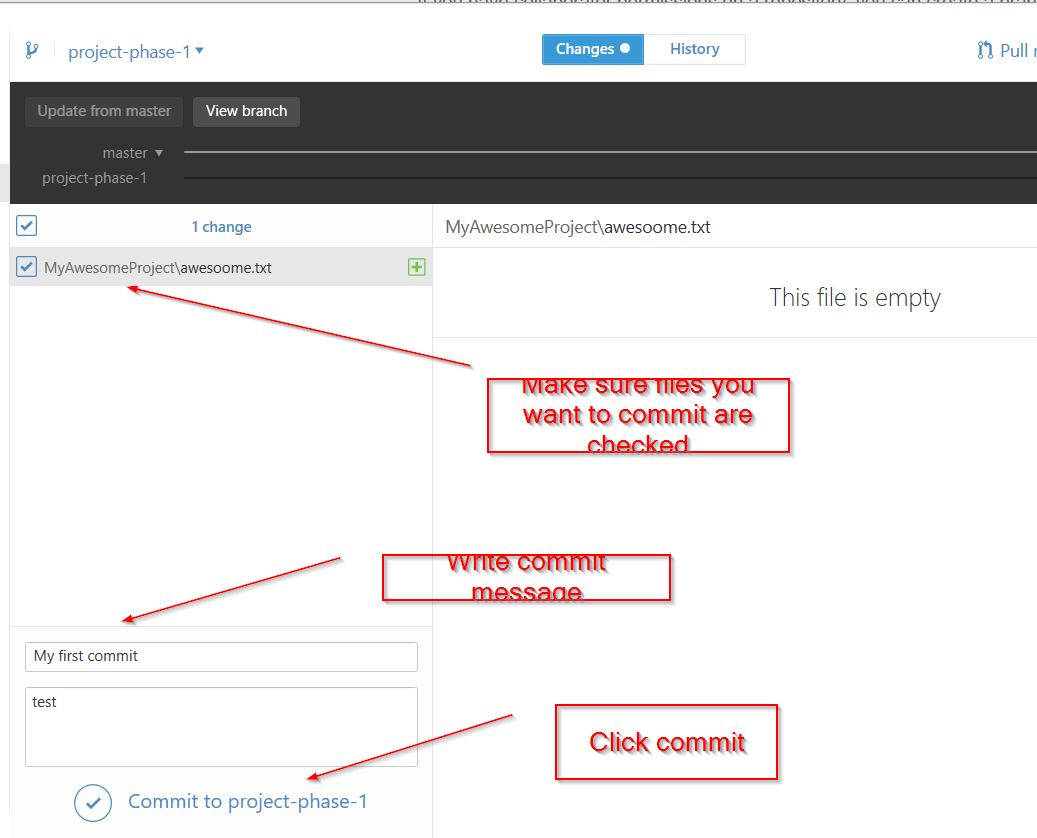 project-phase-1
Changes
History
Pull
Update from master
View branch
master
project-phase-1
1 change
MyAwesomeProject\awesoome.txt
MyAwesomeProject\awesoome.txt
This file is empty
Make sure files you
want to commit are
checked
Write commit
message
My first commit
test
Click commit
Commit to project-phase-1